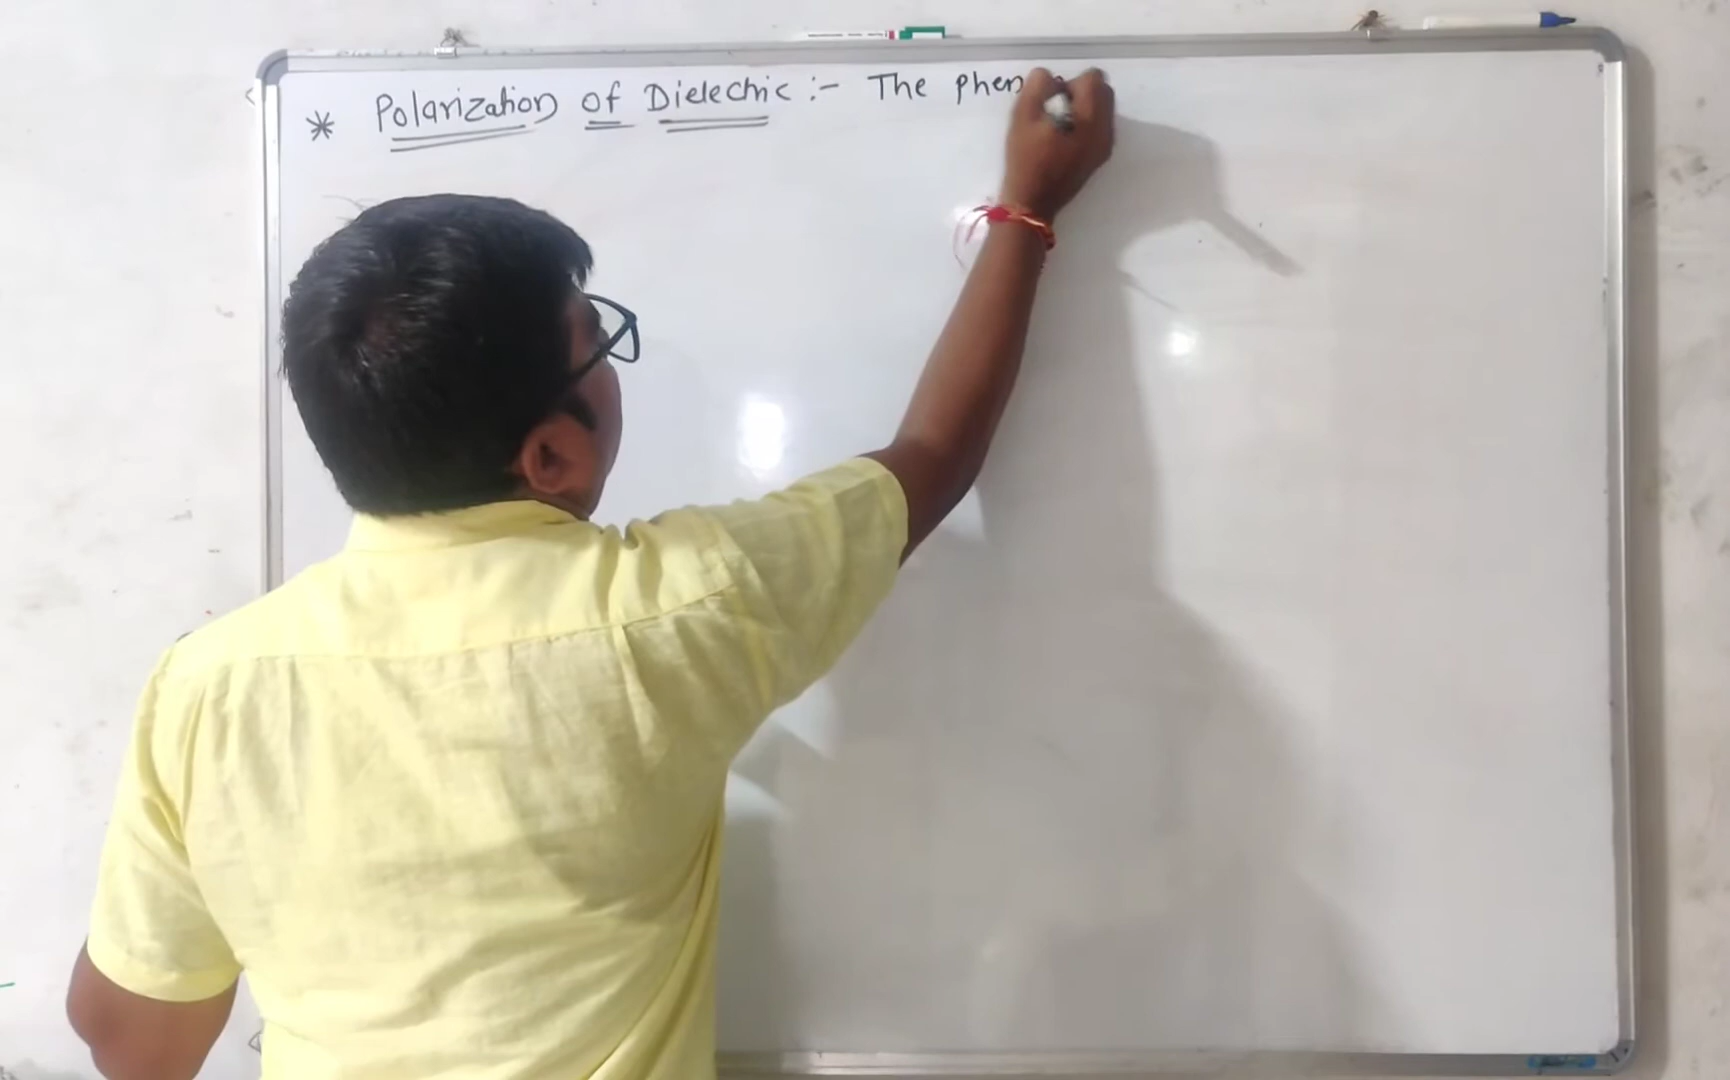 * Polarization of Dielectric :- The phen